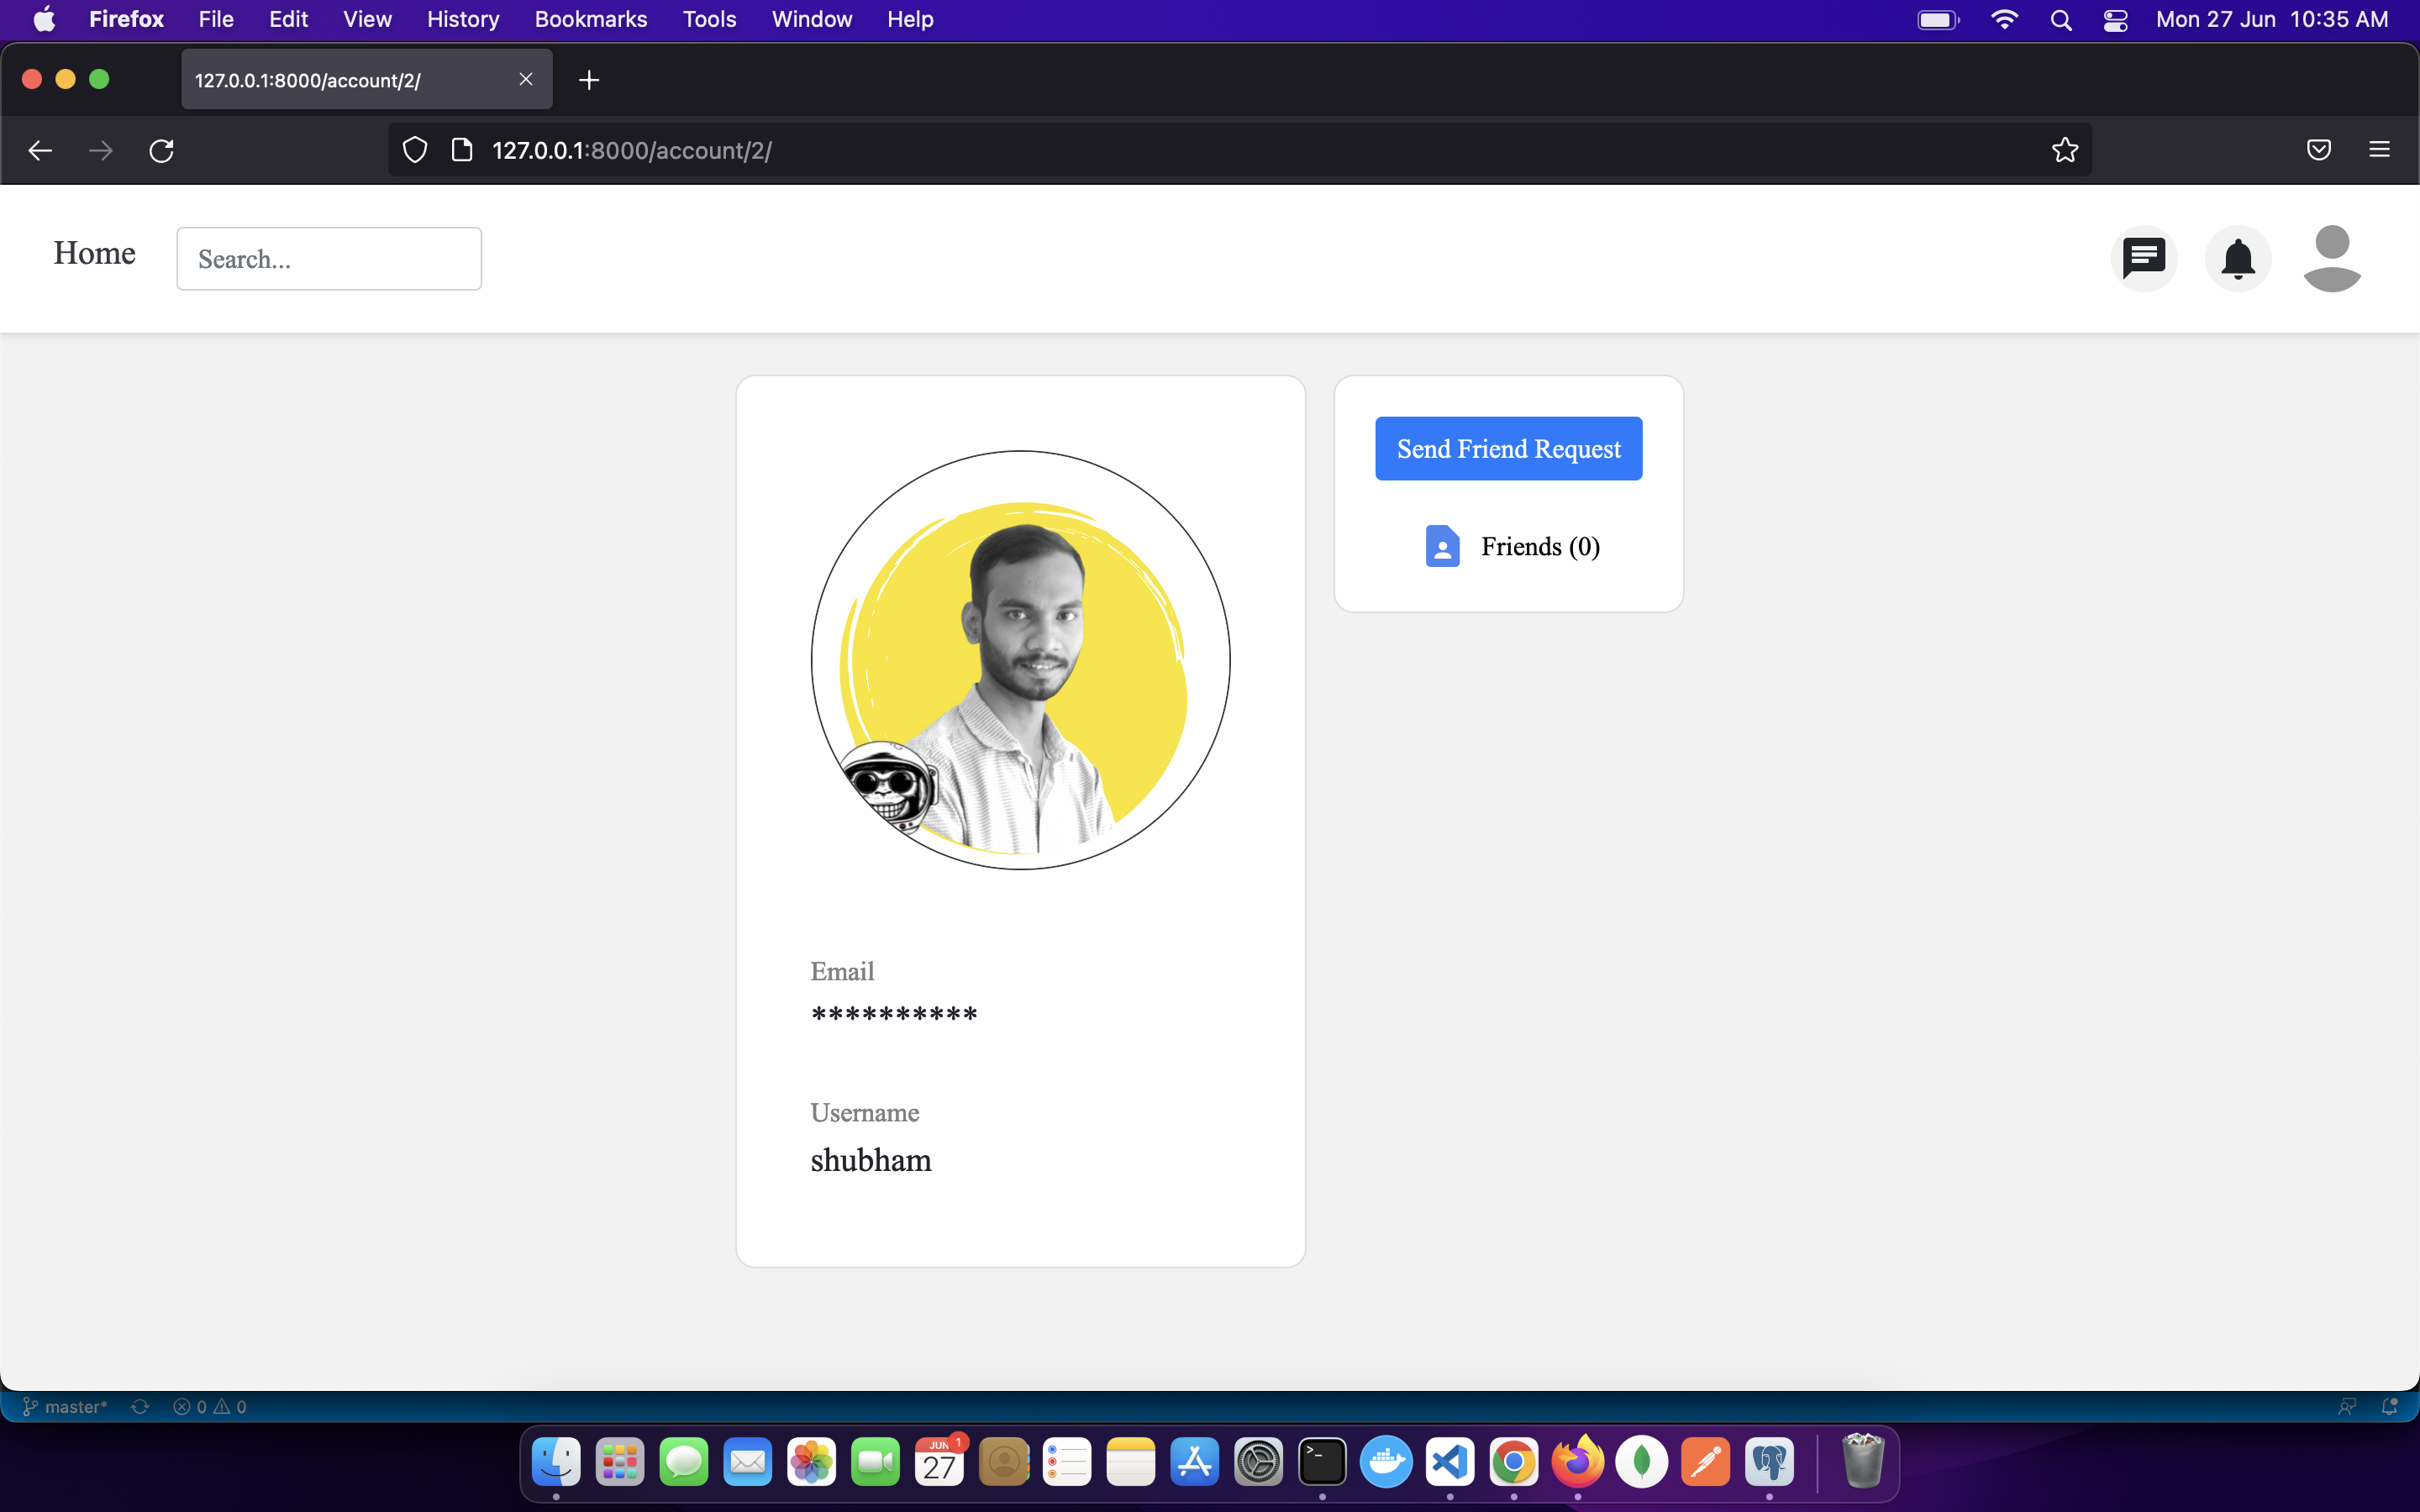 Firefox File Edit View History Bookmarks Tools Window Help Mon 27 Jun 10:35 AM
127.0.0.1:8000/account/2/
127.0.0.1:8000/account/2/
Home Search...
Send Friend Request
Friends (0)
Email
**********
Username
shubham
master* 0 0
JUN 1
27